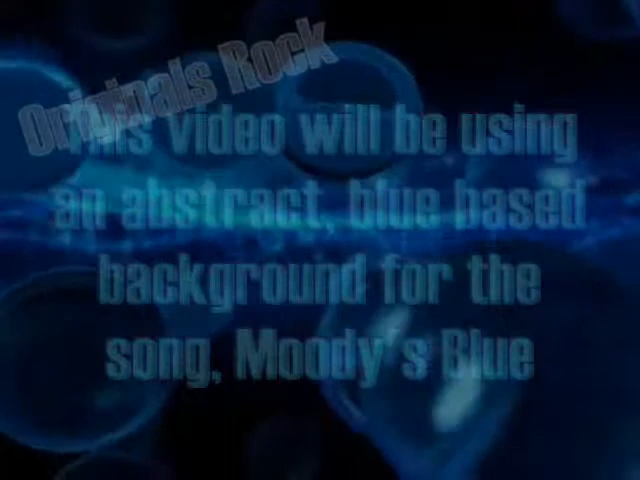 Originals Rock
This video will be using
an abstract, blue based
background for the
song, Moody's Blue